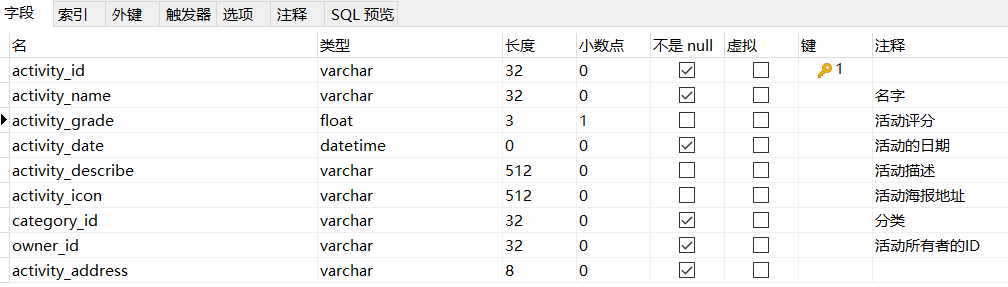 字段 索引 外键 触发器 选项 注释 SQL 预览
名 类型 长度 小数点 不是 null 虚拟 键 注释
activity_id varchar 32 0 1
activity_name varchar 32 0 名字
activity_grade float 3 1 活动评分
activity_date datetime 0 0 活动的日期
activity_describe varchar 512 0 活动描述
activity_icon varchar 512 0 活动海报地址
category_id varchar 32 0 分类
owner_id varchar 32 0 活动所有者的ID
activity_address varchar 8 0